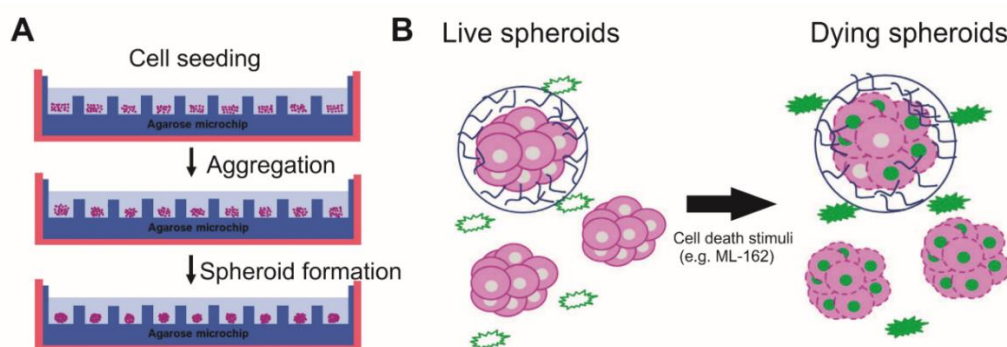 A
Cell seeding
Agarose microchip
Aggregation
Agarose microchip
Spheroid formation
Agarose microchip
B
Live spheroids
Dying spheroids
Cell death stimuli
(e.g. ML-162)